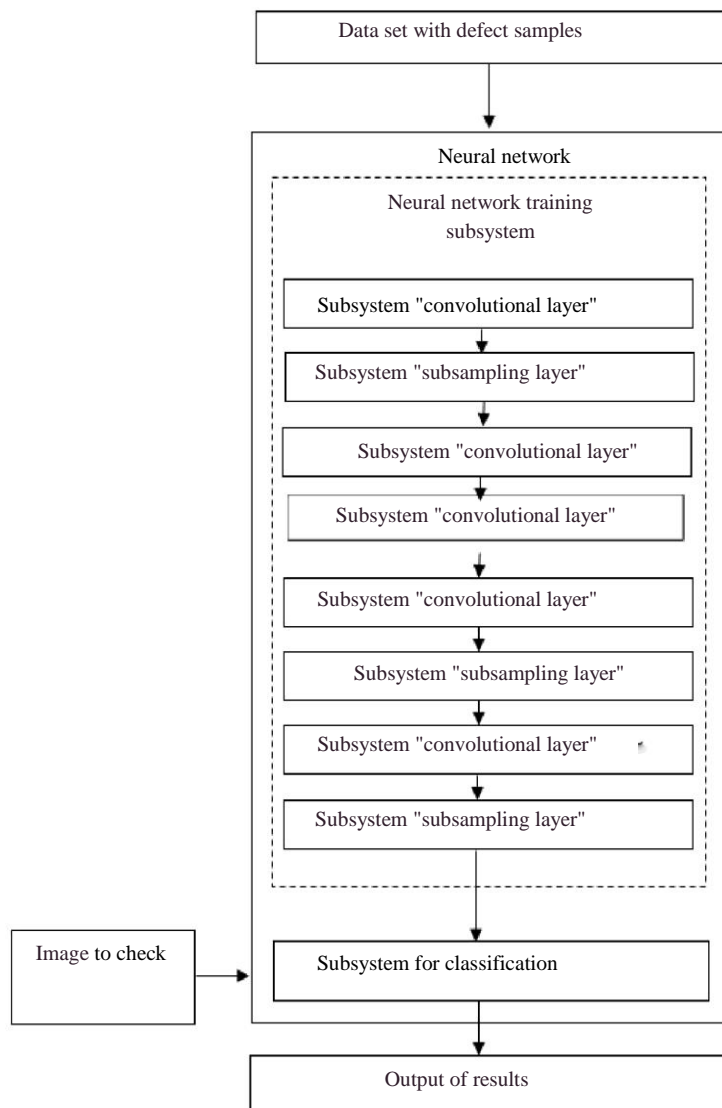 Data set with defect samples
Neural network
Neural network training
subsystem
Subsystem "convolutional layer"
Subsystem "subsampling layer"
Subsystem "convolutional layer"
Subsystem "convolutional layer"
Subsystem "convolutional layer"
Subsystem "subsampling layer"
Subsystem "convolutional layer"
Subsystem "subsampling layer"
Image to check
Subsystem for classification
Output of results